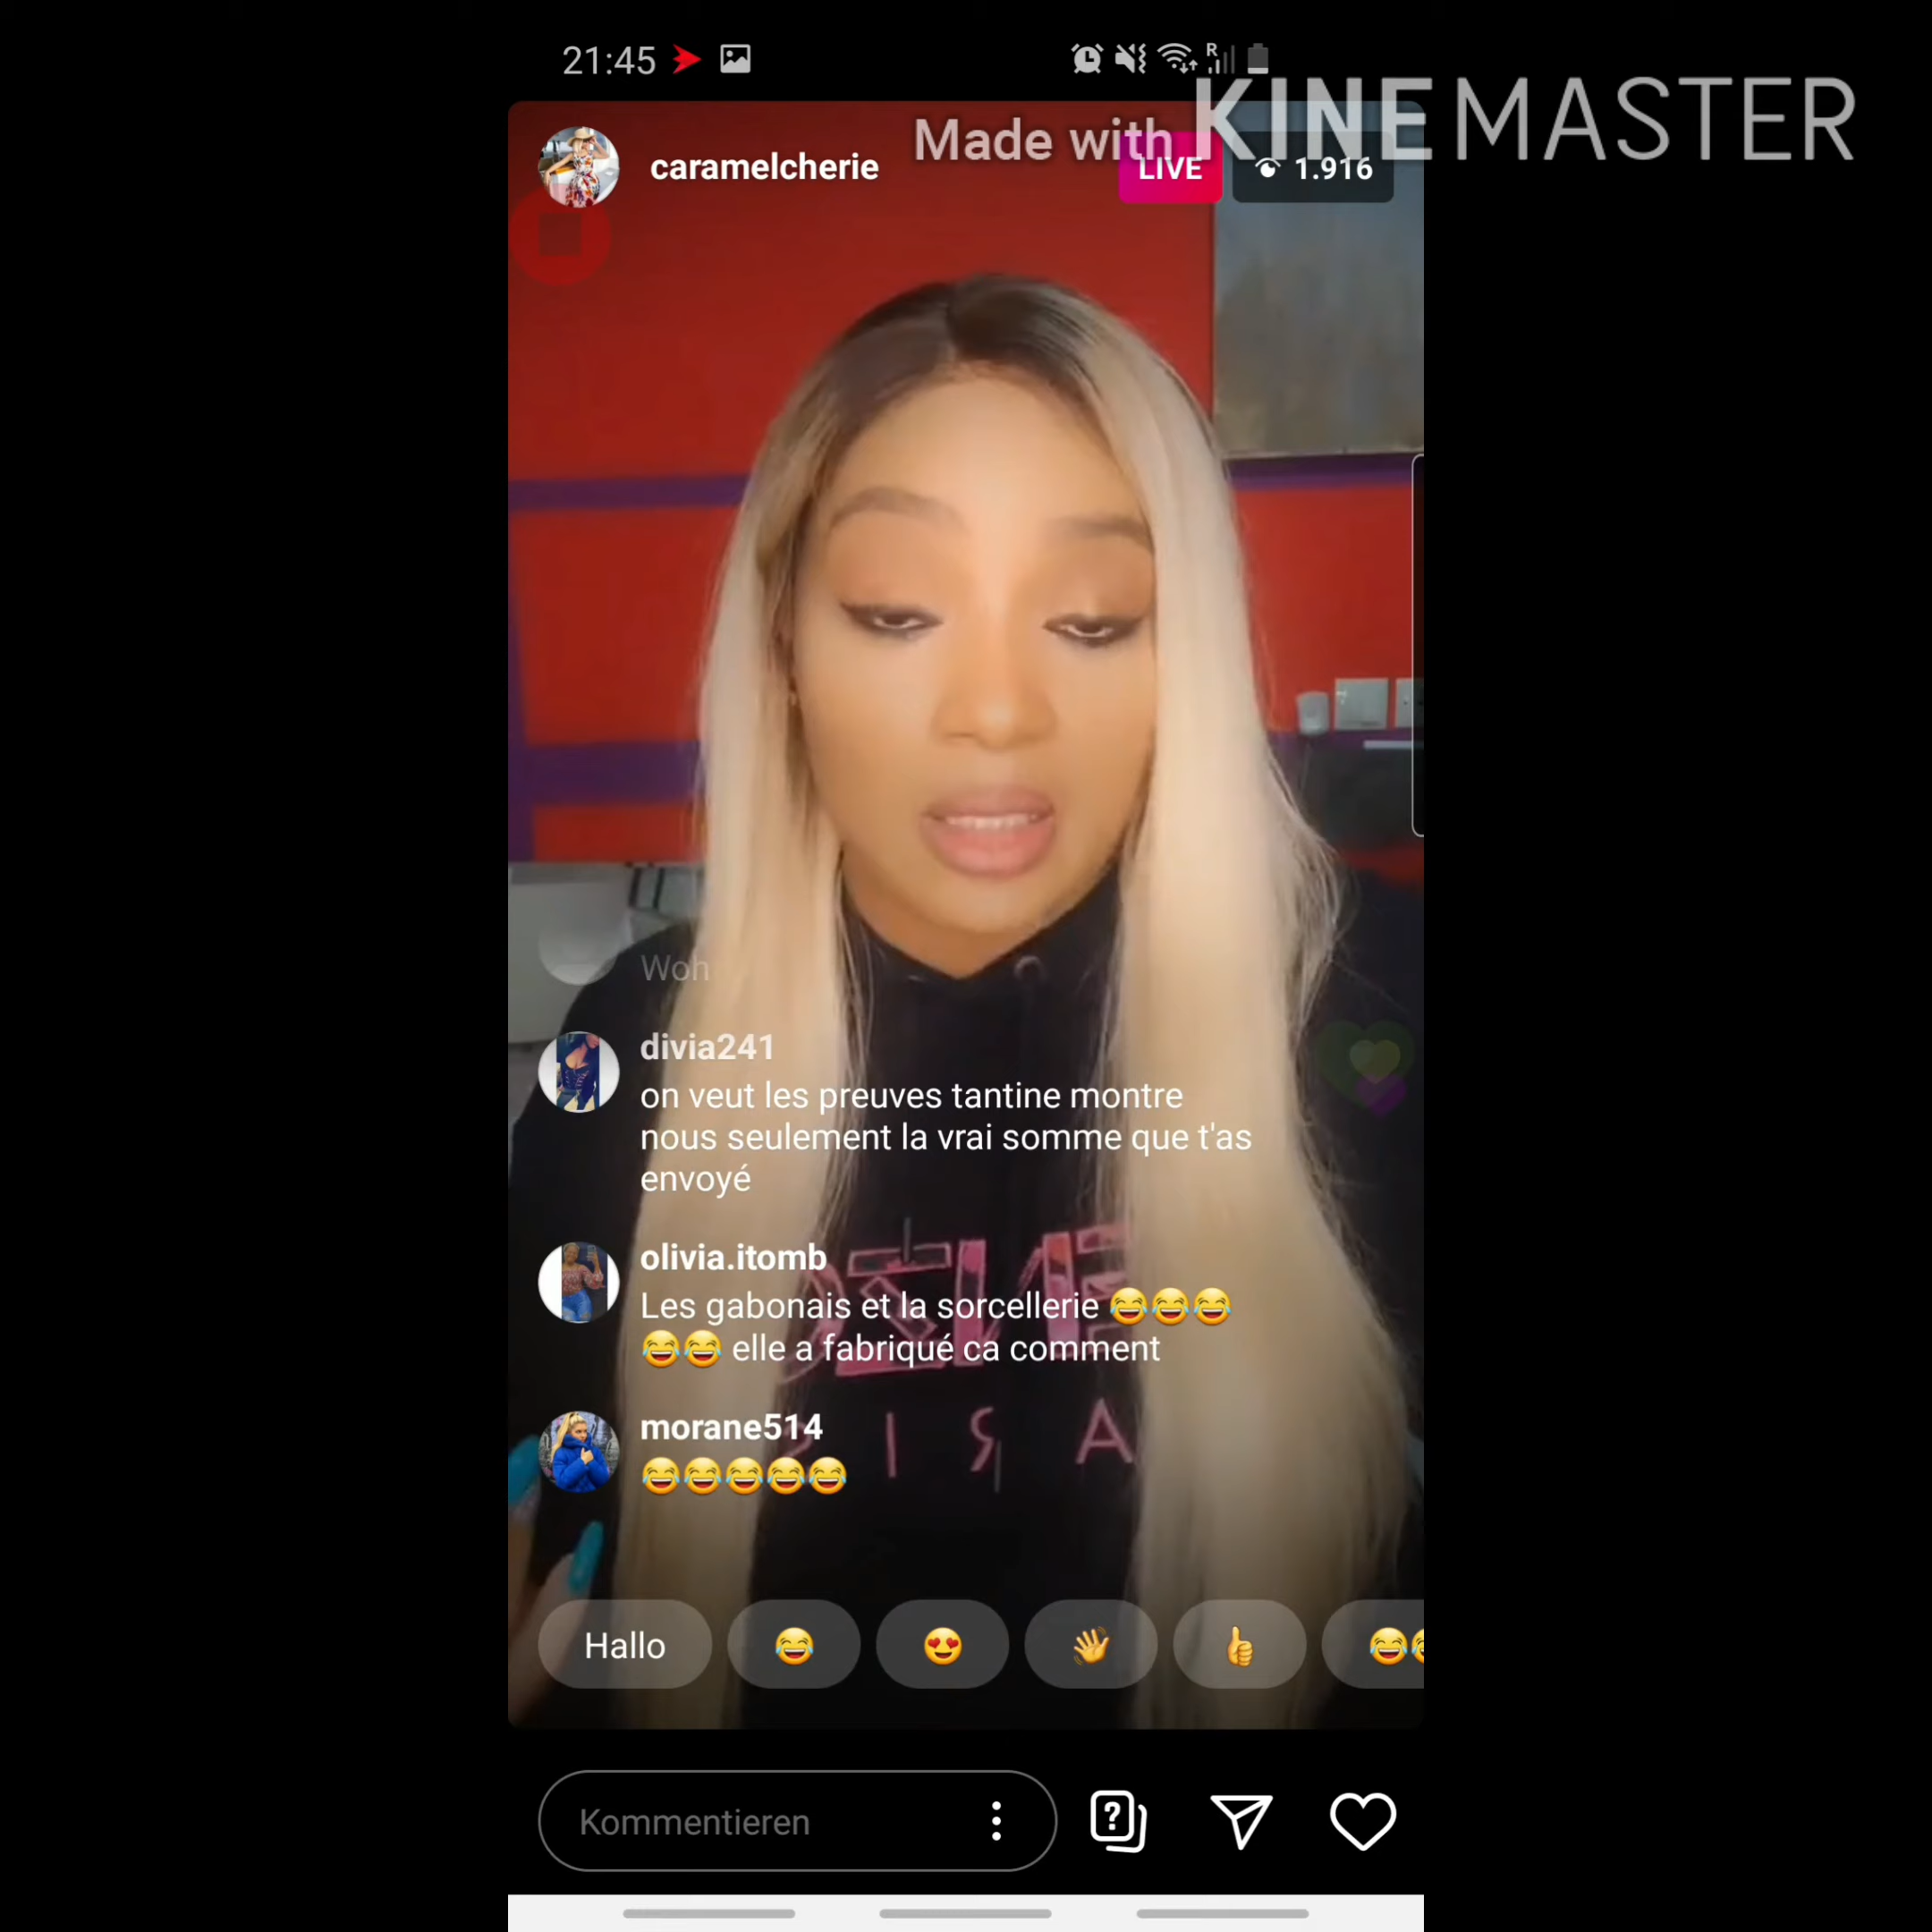 21:45
R
Made with KINEMASTER
caramelcherie
LIVE
1.916
Woh
divia241
on veut les preuves tantine montre
nous seulement la vrai somme que t'as
envoyé
olivia.itomb
Les gabonais et la sorcellerie 😂😂😂
😂😂 elle a fabriqué ca comment
morane514
😂😂😂😂😂
Hallo 😂 😍 👋 👍 😂
Kommentieren